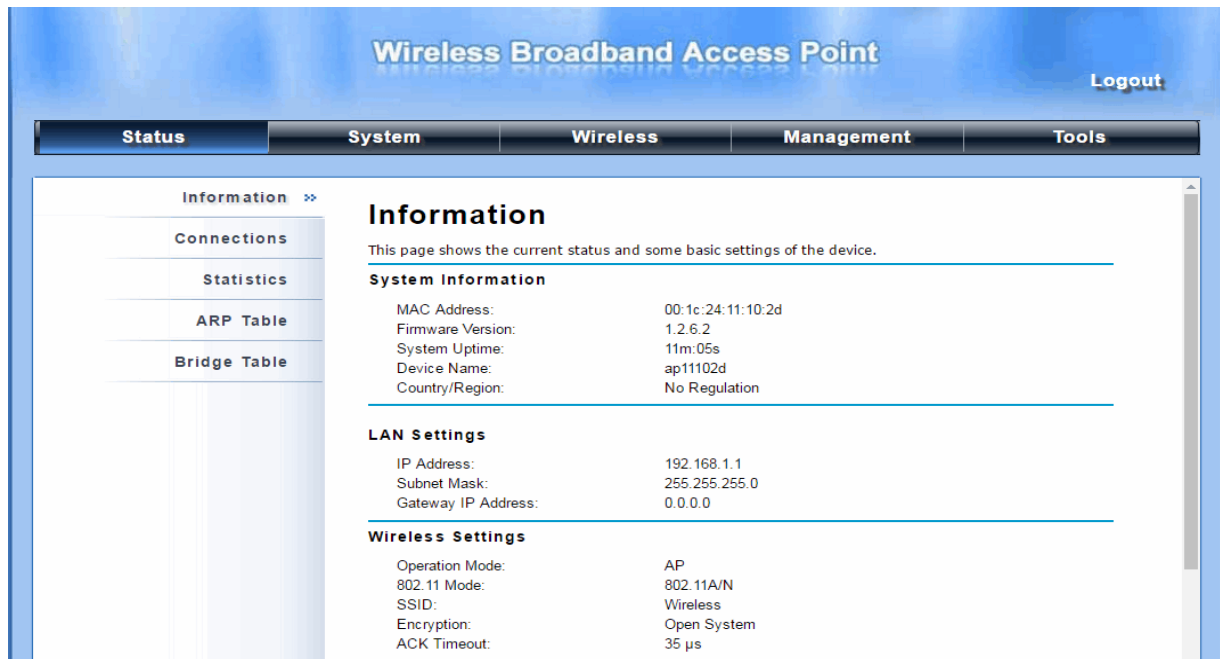 Wireless Broadband Access Point
Logout
Status System Wireless Management Tools
Information »
Connections
Statistics
ARP Table
Bridge Table
Information
This page shows the current status and some basic settings of the device.
System Information
MAC Address: 00:1c:24:11:10:2d
Firmware Version: 1.2.6.2
System Uptime: 11m:05s
Device Name: ap11102d
Country/Region: No Regulation
LAN Settings
IP Address: 192.168.1.1
Subnet Mask: 255.255.255.0
Gateway IP Address: 0.0.0.0
Wireless Settings
Operation Mode: AP
802.11 Mode: 802.11A/N
SSID: Wireless
Encryption: Open System
ACK Timeout: 35 µs